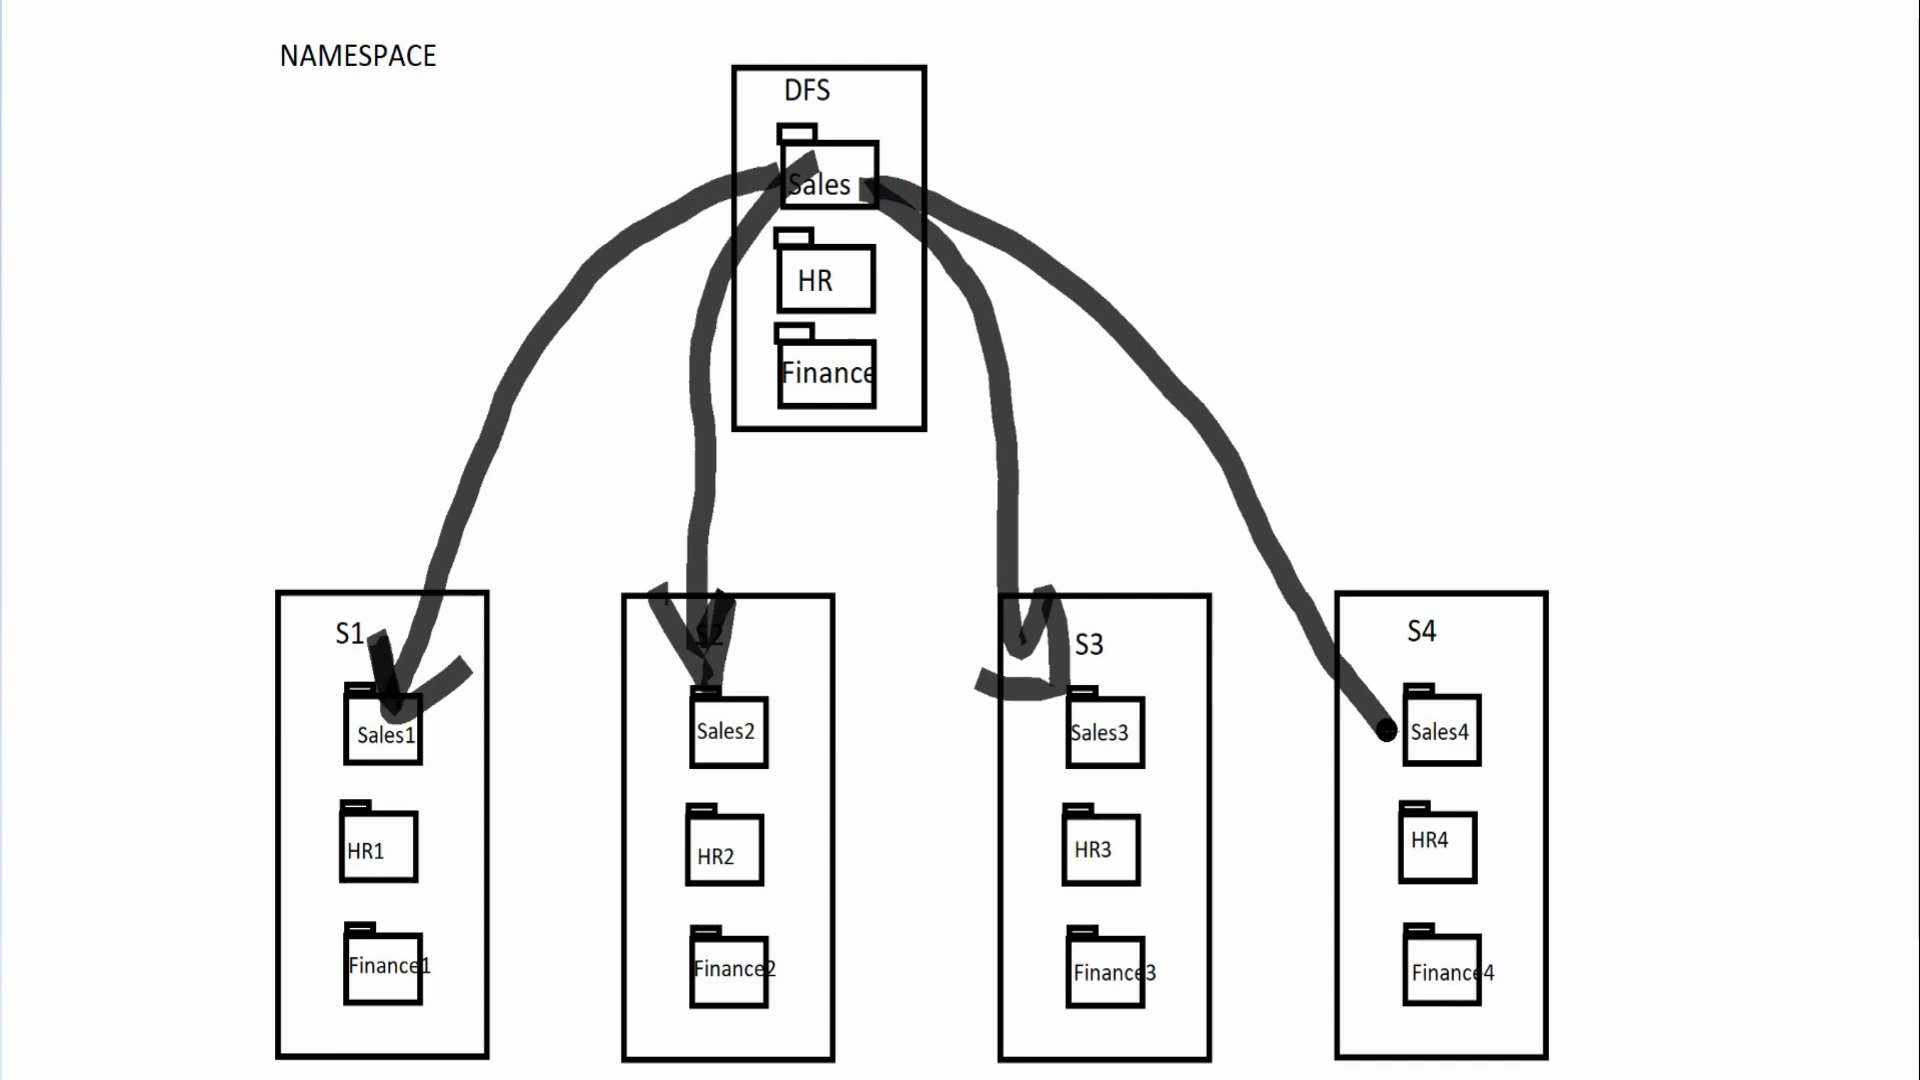 NAMESPACE
DFS
Sales
HR
Finance
S1
Sales1
HR1
Finance1
S2
Sales2
HR2
Finance2
S3
Sales3
HR3
Finance3
S4
Sales4
HR4
Finance4